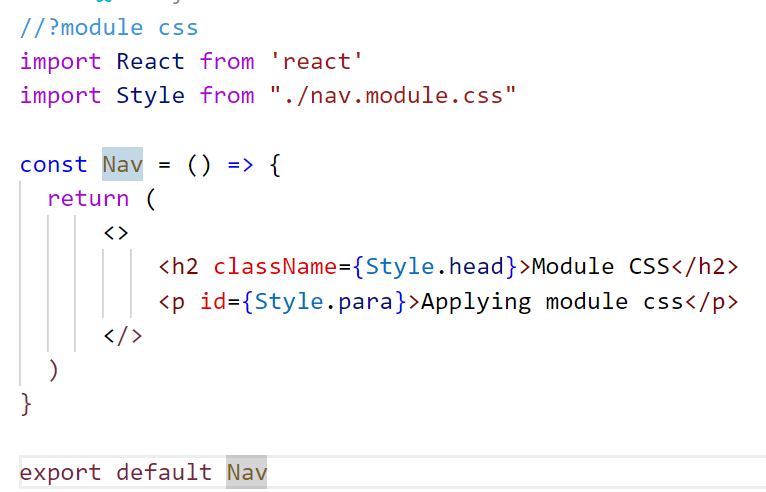 //?module css
import React from 'react'
import Style from "./nav.module.css"
const Nav = () => {
return (
<>
<h2 className={Style.head}>Module CSS</h2>
<p id={Style.para}>Applying module css</p>
</>
)
}
export default Nav